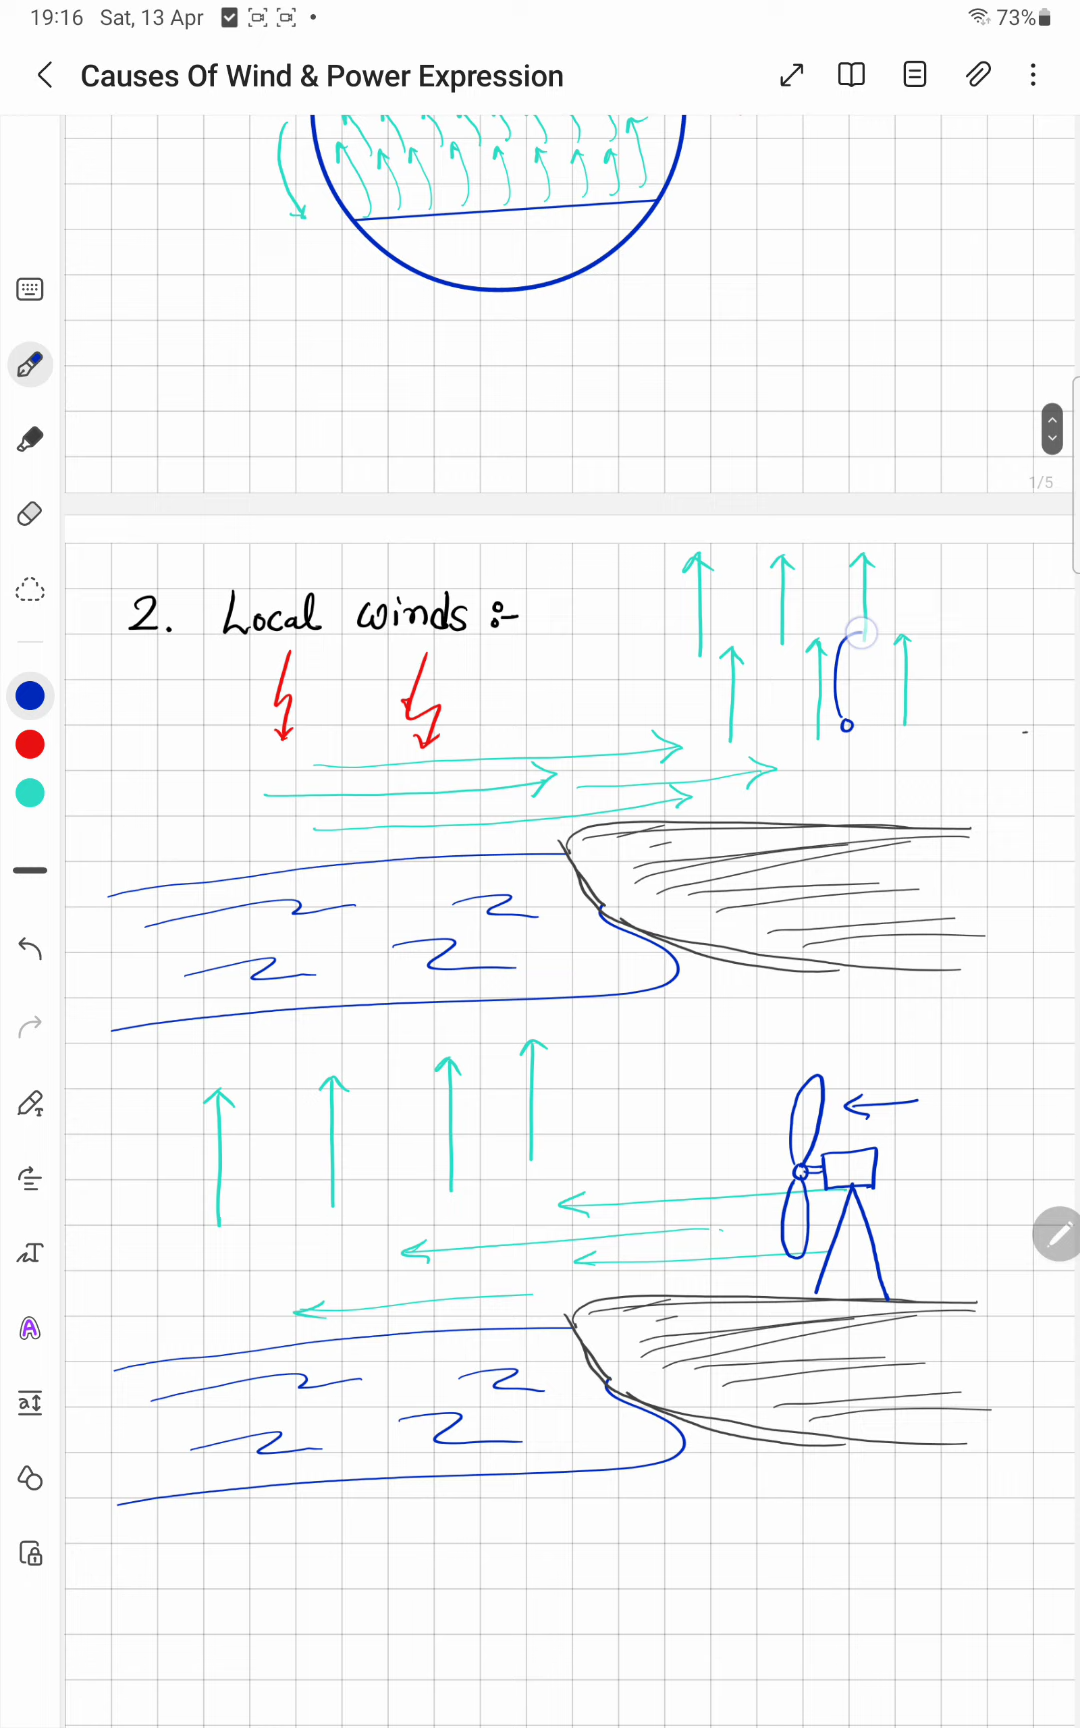 19:16 Sat, 13 Apr 73%
Causes Of Wind & Power Expression
1/5
2. Local winds :-